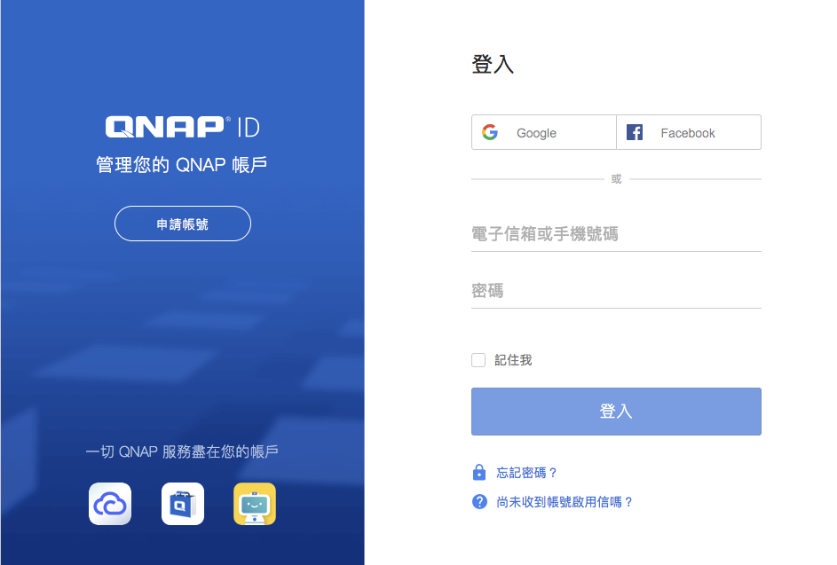 QNAP® ID
管理您的 QNAP 帳戶
申請帳號
一切 QNAP 服務盡在您的帳戶
登入
Google
Facebook
或
電子信箱或手機號碼
密碼
記住我
登入
忘記密碼？
尚未收到帳號啟用信嗎？